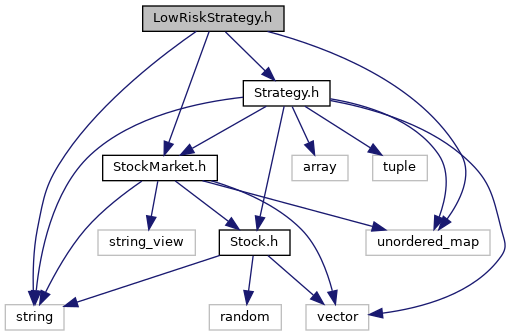 LowRiskStrategy.h
Strategy.h
StockMarket.h
array
tuple
string_view
Stock.h
unordered_map
string
random
vector